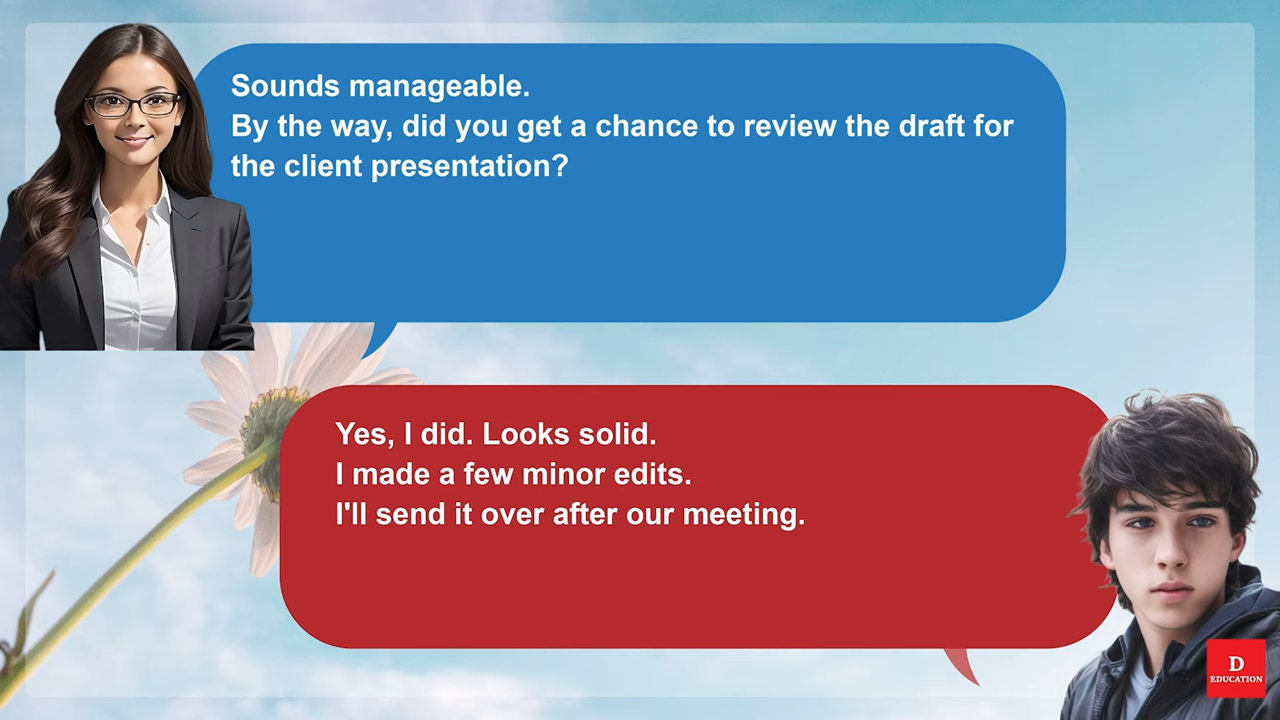 Sounds manageable.
By the way, did you get a chance to review the draft for
the client presentation?
Yes, I did. Looks solid.
I made a few minor edits.
I'll send it over after our meeting.
D
EDUCATION